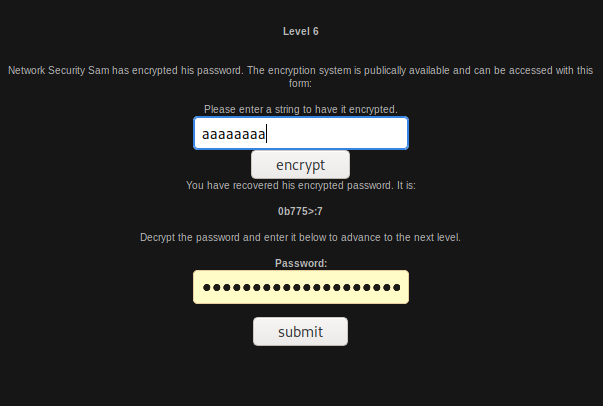 Level 6
Network Security Sam has encrypted his password. The encryption system is publically available and can be accessed with this
form:
Please enter a string to have it encrypted.
aaaaaaaa
encrypt
You have recovered his encrypted password. It is:
0b775>:7
Decrypt the password and enter it below to advance to the next level.
Password:
••••••••••••••••••••
submit